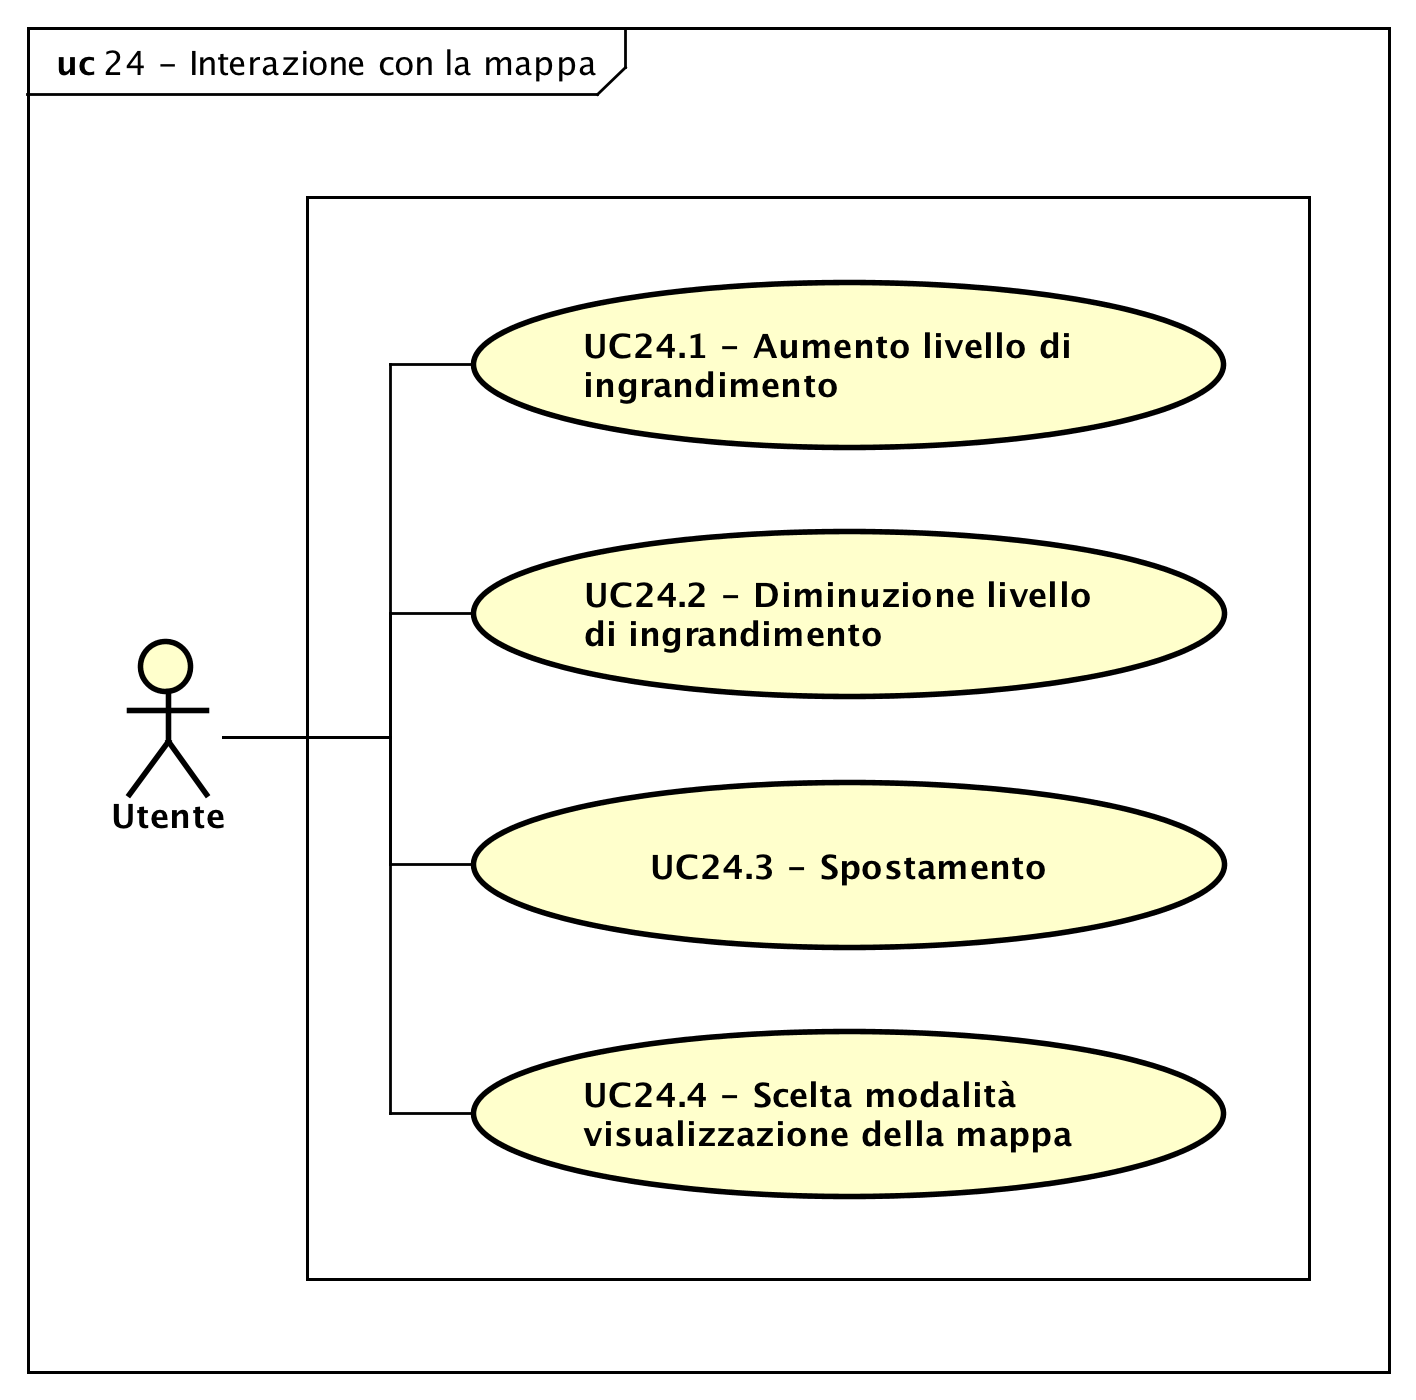 uc 24 – Interazione con la mappa
UC24.1 – Aumento livello di
ingrandimento
UC24.2 – Diminuzione livello
di ingrandimento
Utente
UC24.3 – Spostamento
UC24.4 – Scelta modalità
visualizzazione della mappa